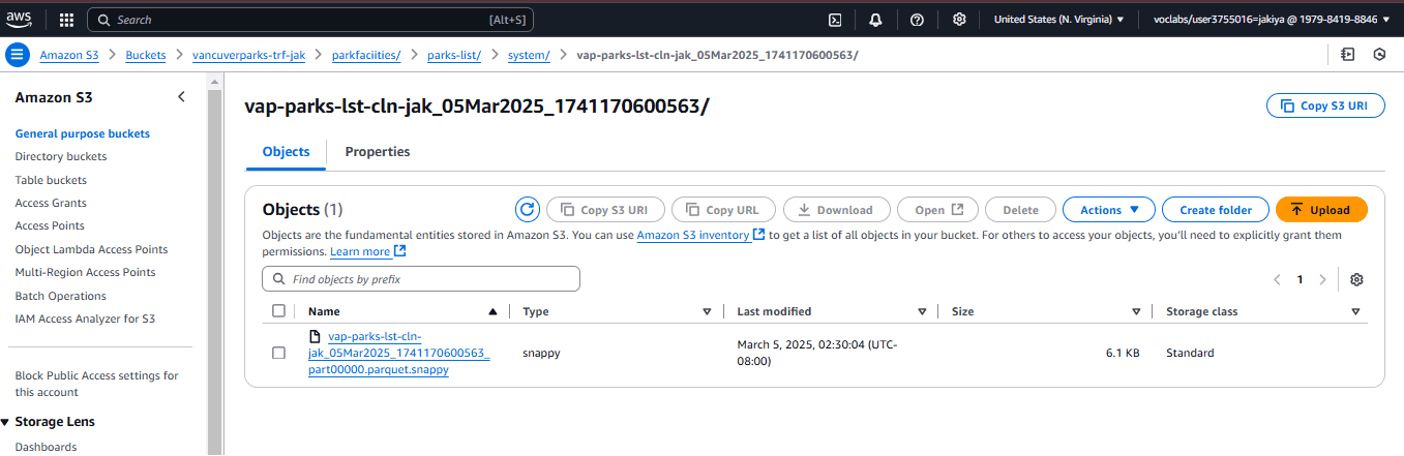 aws
Search [Alt+S] United States (N. Virginia) ▼ voclabs/user3755016=jakiya @ 1979-8419-8846 ▼
Amazon S3 > Buckets > vancuverparks-trf-jak > parkfaciities/ > parks-list/ > system/ > vap-parks-lst-cln-jak_05Mar2025_1741170600563/
Amazon S3
General purpose buckets
Directory buckets
Table buckets
Access Grants
Access Points
Object Lambda Access Points
Multi-Region Access Points
Batch Operations
IAM Access Analyzer for S3
Block Public Access settings for
this account
Storage Lens
Dashboards
vap-parks-lst-cln-jak_05Mar2025_1741170600563/
Copy S3 URI
Objects Properties
Objects (1)
Copy S3 URI Copy URL Download Open Delete Actions ▼ Create folder Upload
Objects are the fundamental entities stored in Amazon S3. You can use Amazon S3 inventory to get a list of all objects in your bucket. For others to access your objects, you'll need to explicitly grant them
permissions. Learn more
Find objects by prefix
1
Name Type Last modified Size Storage class
vap-parks-lst-cln-
jak_05Mar2025_1741170600563_
part00000.parquet.snappy
snappy
March 5, 2025, 02:30:04 (UTC-
08:00)
6.1 KB
Standard